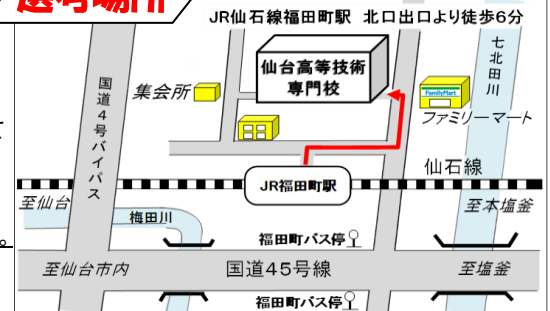 選考場所
JR仙石線福田町駅 北口出口より徒歩6分
仙台高等技術
専門校
集会所
国道4号バイパス
七北田川
FamilyMart
ファミリーマート
て
仙石線
JR福田町駅
至仙台
至本塩釜
梅田川
福田町バス停
。
至仙台市内
国道45号線
至塩釜
福田町バス停